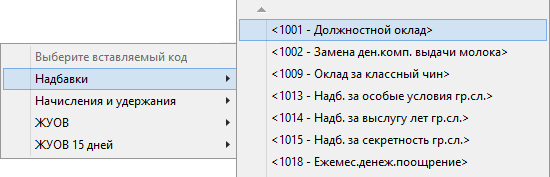 Выберите вставляемый код
Надбавки
Начисления и удержания
ЖУОВ
ЖУОВ 15 дней
<1001 - Должностной оклад>
<1002 - Замена ден.комп. выдачи молока>
<1009 - Оклад за классный чин>
<1013 - Надб. за особые условия гр.сл.>
<1014 - Надб. за выслугу лет гр.сл.>
<1015 - Надб. за секретность гр.сл.>
<1018 - Ежемес.денеж.поощрение>